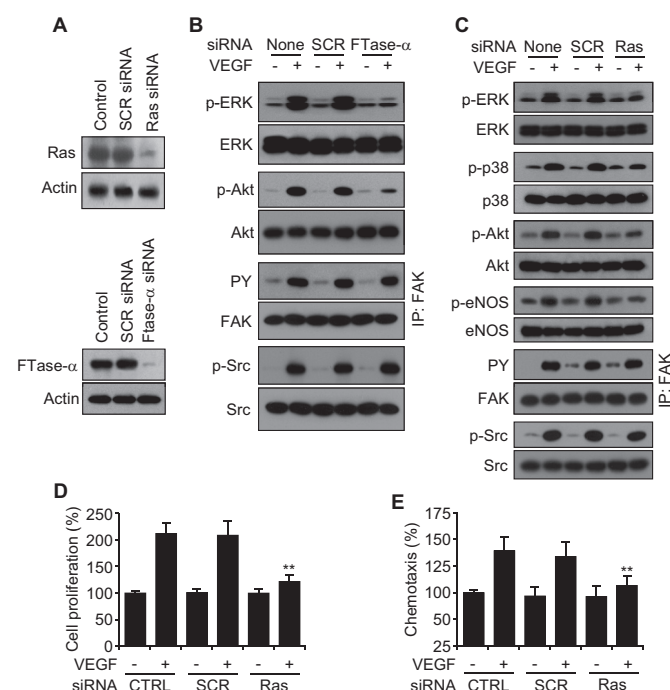 A
Control
SCR siRNA
Ras siRNA
Ras
Actin
Control
SCR siRNA
Ftase-α siRNA
FTase-α
Actin
B
siRNA None SCR FTase-α
VEGF - + - + - +
p-ERK
ERK
p-Akt
Akt
PY
FAK
IP: FAK
p-Src
Src
C
siRNA None SCR Ras
VEGF - + - + - +
p-ERK
ERK
p-p38
p38
p-Akt
Akt
p-eNOS
eNOS
PY
FAK
IP: FAK
p-Src
Src
D
Cell proliferation (%)
250
200
150
100
50
0
**
VEGF - + - + - +
siRNA CTRL SCR Ras
E
Chemotaxis (%)
175
150
125
100
50
25
**
VEGF - + - + - +
siRNA CTRL SCR Ras